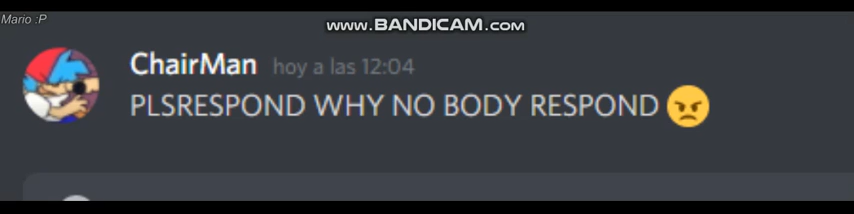 Mario :P
www.BANDICAM.com
ChairMan hoy a las 12:04
PLSRESPOND WHY NO BODY RESPOND 😠